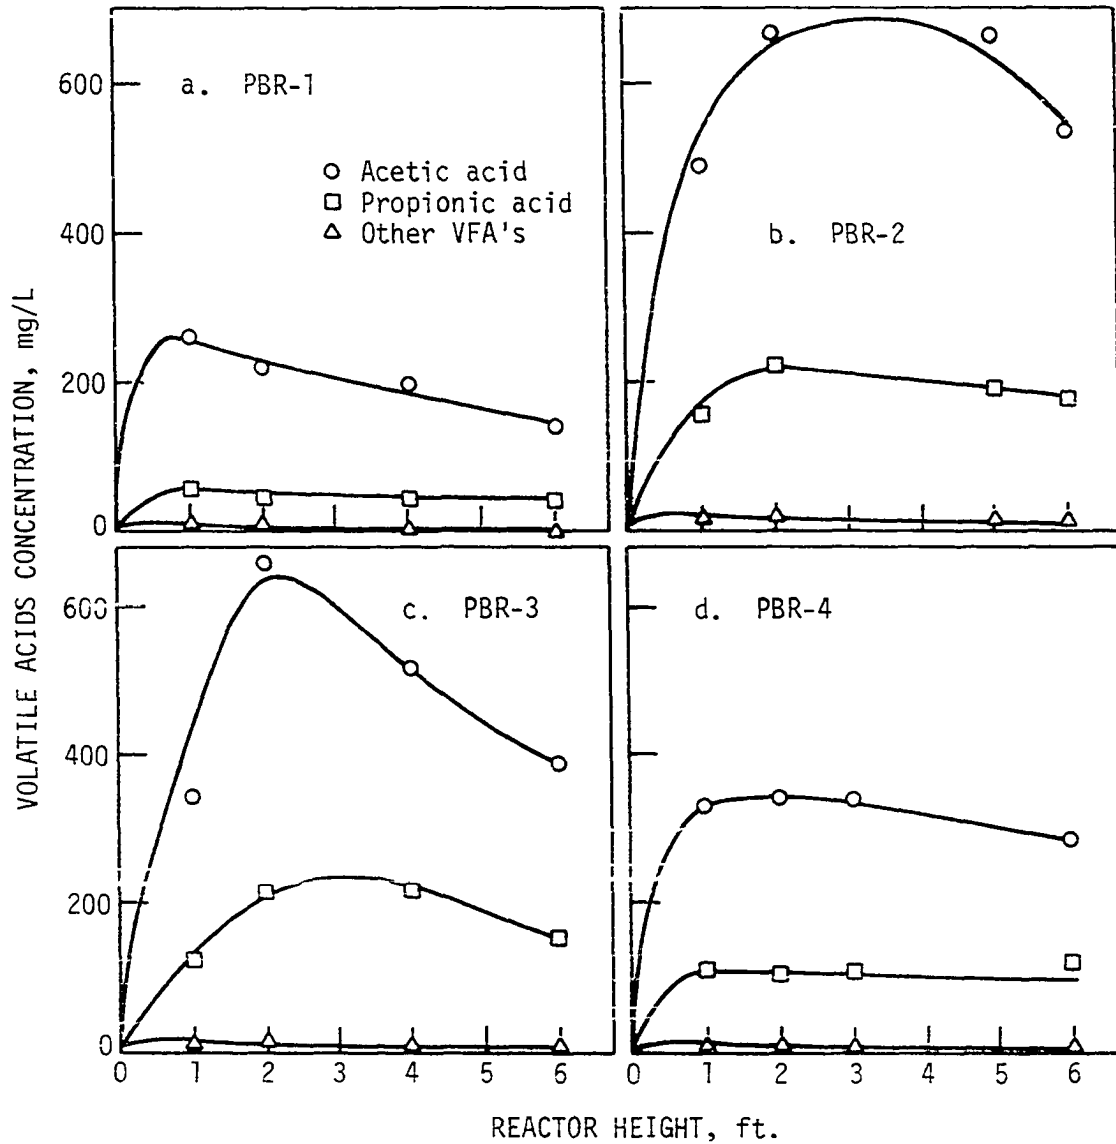 VOLATILE ACIDS CONCENTRATION, mg/L
600
400
200
0
a. PBR-1
Acetic acid
Propionic acid
Other VFA's
b. PBR-2
600
400
200
0
c. PBR-3
d. PBR-4
0 1 2 3 4 5 6
0 1 2 3 4 5 6
REACTOR HEIGHT, ft.